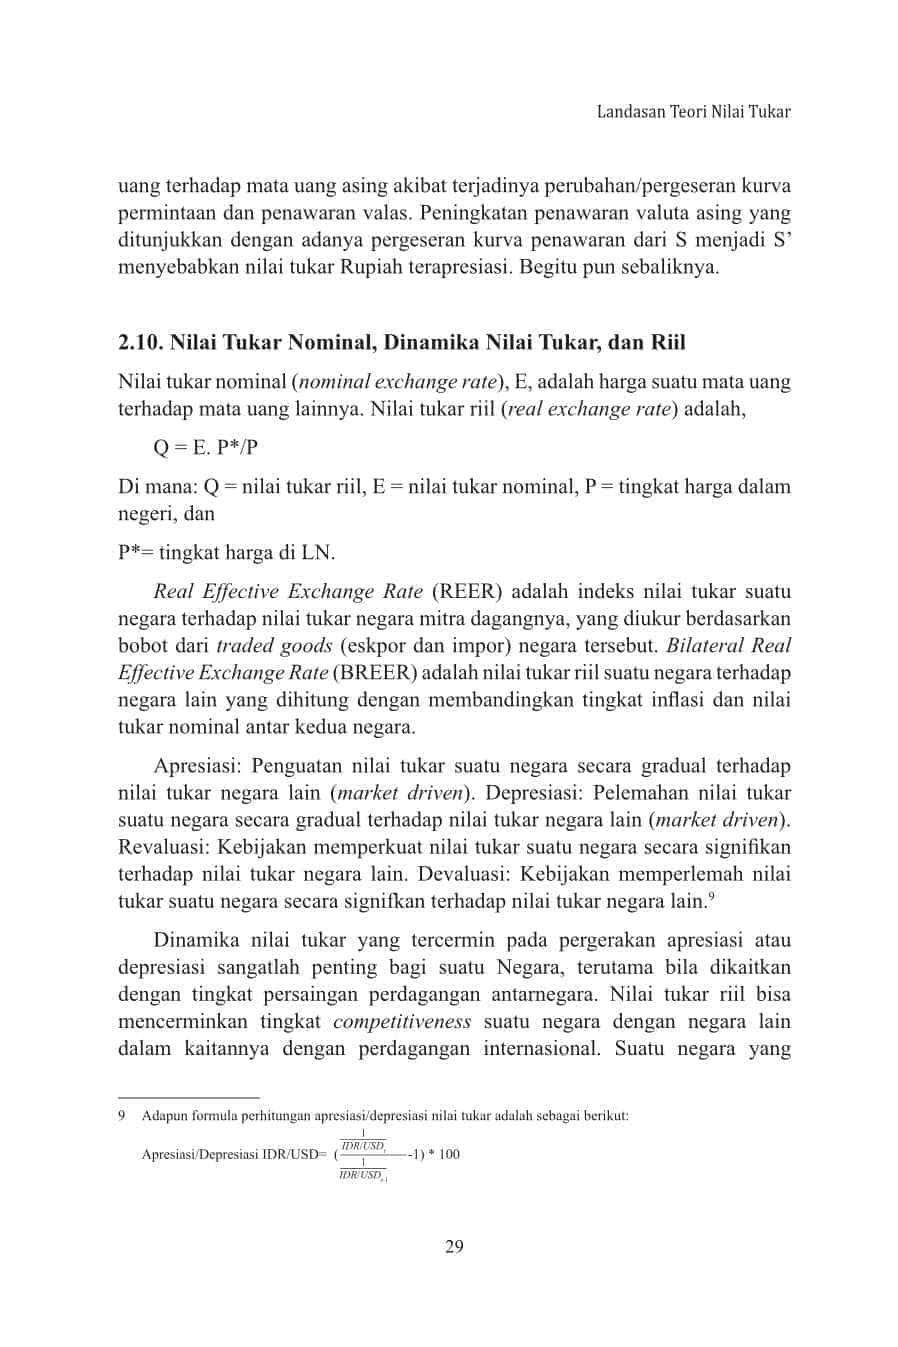 Landasan Teori Nilai Tukar
uang terhadap mata uang asing akibat terjadinya perubahan/pergeseran kurva
permintaan dan penawaran valas. Peningkatan penawaran valuta asing yang
ditunjukkan dengan adanya pergeseran kurva penawaran dari S menjadi S’
menyebabkan nilai tukar Rupiah terapresiasi. Begitu pun sebaliknya.
2.10. Nilai Tukar Nominal, Dinamika Nilai Tukar, dan Riil
Nilai tukar nominal (nominal exchange rate), E, adalah harga suatu mata uang
terhadap mata uang lainnya. Nilai tukar riil (real exchange rate) adalah,
Q = E. P*/P
Di mana: Q = nilai tukar riil, E = nilai tukar nominal, P = tingkat harga dalam
negeri, dan
P*= tingkat harga di LN.
Real Effective Exchange Rate (REER) adalah indeks nilai tukar suatu
negara terhadap nilai tukar negara mitra dagangnya, yang diukur berdasarkan
bobot dari traded goods (eskpor dan impor) negara tersebut. Bilateral Real
Effective Exchange Rate (BREER) adalah nilai tukar riil suatu negara terhadap
negara lain yang dihitung dengan membandingkan tingkat inflasi dan nilai
tukar nominal antar kedua negara.
Apresiasi: Penguatan nilai tukar suatu negara secara gradual terhadap
nilai tukar negara lain (market driven). Depresiasi: Pelemahan nilai tukar
suatu negara secara gradual terhadap nilai tukar negara lain (market driven).
Revaluasi: Kebijakan memperkuat nilai tukar suatu negara secara signifikan
terhadap nilai tukar negara lain. Devaluasi: Kebijakan memperlemah nilai
tukar suatu negara secara signifkan terhadap nilai tukar negara lain.9
Dinamika nilai tukar yang tercermin pada pergerakan apresiasi atau
depresiasi sangatlah penting bagi suatu Negara, terutama bila dikaitkan
dengan tingkat persaingan perdagangan antarnegara. Nilai tukar riil bisa
mencerminkan tingkat competitiveness suatu negara dengan negara lain
dalam kaitannya dengan perdagangan internasional. Suatu negara yang
9 Adapun formula perhitungan apresiasi/depresiasi nilai tukar adalah sebagai berikut:
1
IDR/USDt
Apresiasi/Depresiasi IDR/USD= ( -1) * 100
1
IDR/USDt-1
29